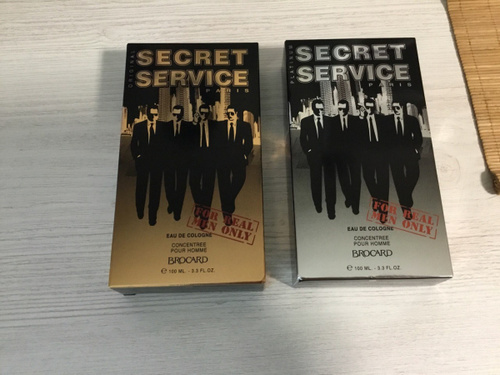 SECRET
SERVICE
PARIS
FOR REAL
MEN ONLY
EAU DE COLOGNE
CONCENTREE
POUR HOMME
BROCARD
℮ 100 ML. - 3.3 FL.OZ.
PLATINUM
SECRET
SERVICE
PARIS
FOR REAL
MEN ONLY
EAU DE COLOGNE
CONCENTREE
POUR HOMME
BROCARD
℮ 100 ML. - 3.3 FL.OZ.